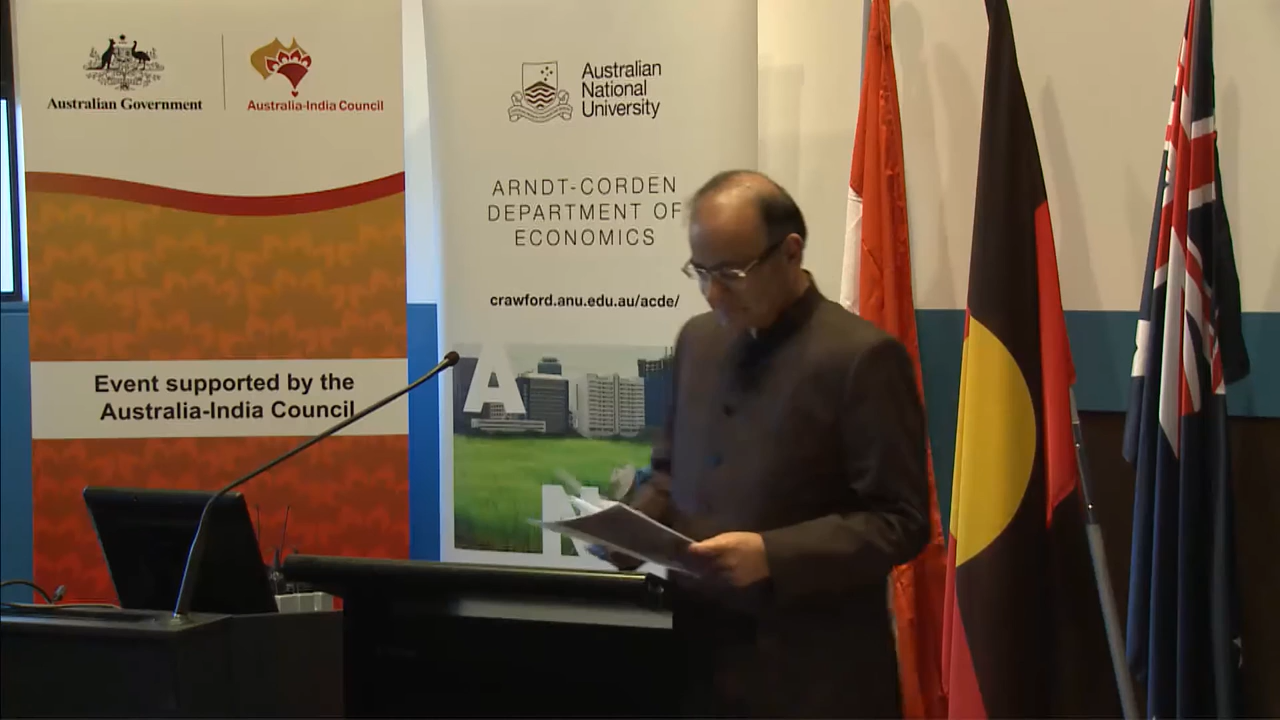 Australian Government
Australia-India Council
Event supported by the
Australia-India Council
Australian
National
University
ARNDT-CORDEN
DEPARTMENT OF
ECONOMICS
crawford.anu.edu.au/acde/
A
N